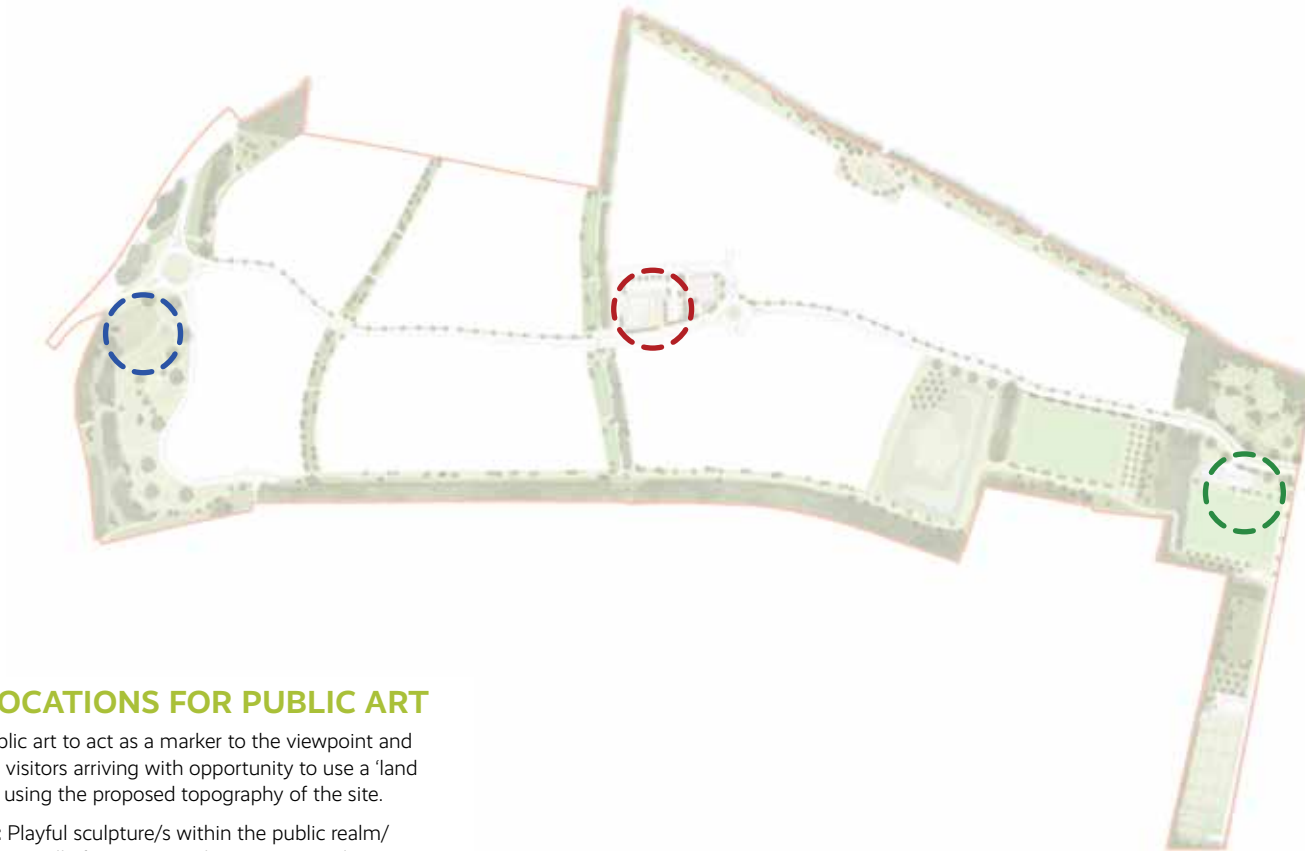 OCATIONS FOR PUBLIC ART
blic art to act as a marker to the viewpoint and
visitors arriving with opportunity to use a ‘land
using the proposed topography of the site.
: Playful sculpture/s within the public realm/